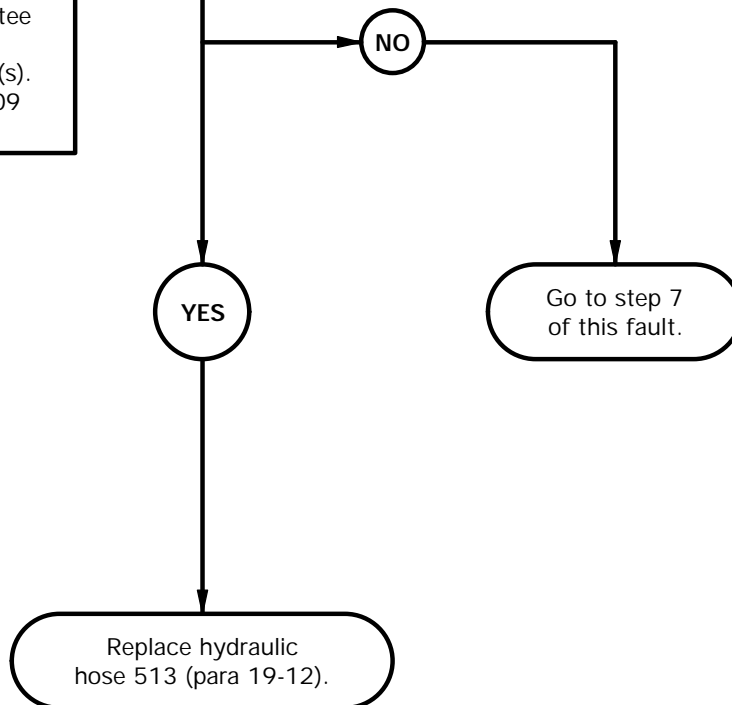 tee
(s).
09
NO
YES
Go to step 7
of this fault.
Replace hydraulic
hose 513 (para 19-12).